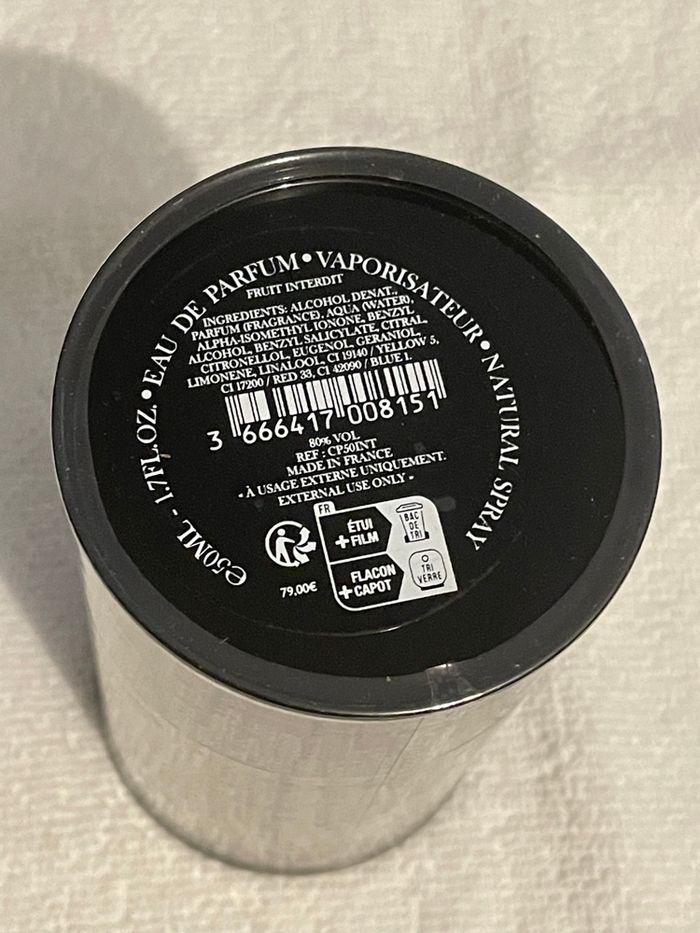 ℮50ML - 1.7FL.OZ. • EAU DE PARFUM • VAPORISATEUR • NATURAL SPRAY
FRUIT INTERDIT
INGREDIENTS: ALCOHOL DENAT.,
PARFUM (FRAGRANCE), AQUA (WATER),
ALPHA-ISOMETHYL IONONE, BENZYL
ALCOHOL, BENZYL SALICYLATE, CITRAL,
CITRONELLOL, EUGENOL, GERANIOL,
LIMONENE, LINALOOL, CI 19140 / YELLOW 5,
CI 17200 / RED 33, CI 42090 / BLUE 1.
3 666417 008151
80% VOL
REF : CP50INT
MADE IN FRANCE
- À USAGE EXTERNE UNIQUEMENT.
EXTERNAL USE ONLY -
FR
ÉTUI
+ FILM
BAC
DE
TRI
79,00€
FLACON
+ CAPOT
TRI
VERRE